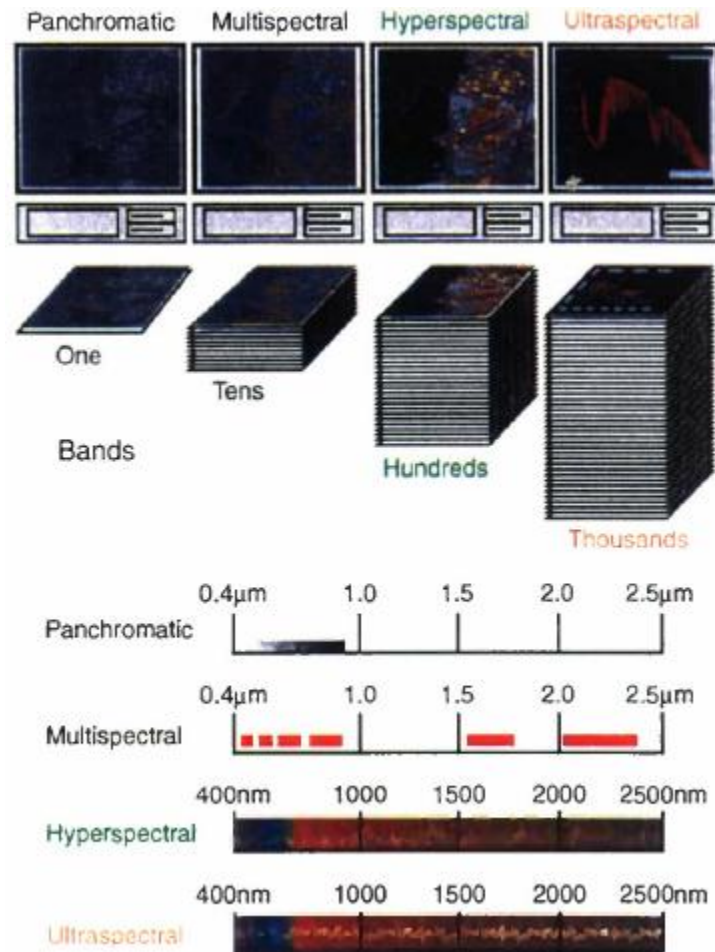 Panchromatic Multispectral Hyperspectral Ultraspectral
One
Tens
Bands
Hundreds
Thousands
0.4μm 1.0 1.5 2.0 2.5μm
Panchromatic
0.4μm 1.0 1.5 2.0 2.5μm
Multispectral
400nm 1000 1500 2000 2500nm
Hyperspectral
400nm 1000 1500 2000 2500nm
Ultraspectral